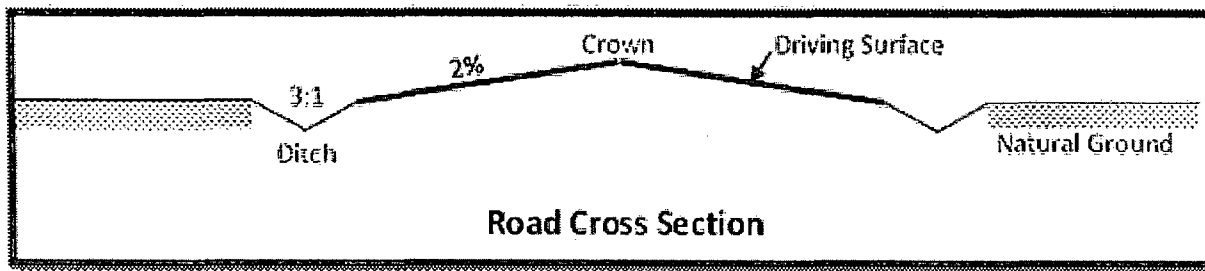 Crown
Driving Surface
2%
3:1
Ditch
Natural Ground
Road Cross Section